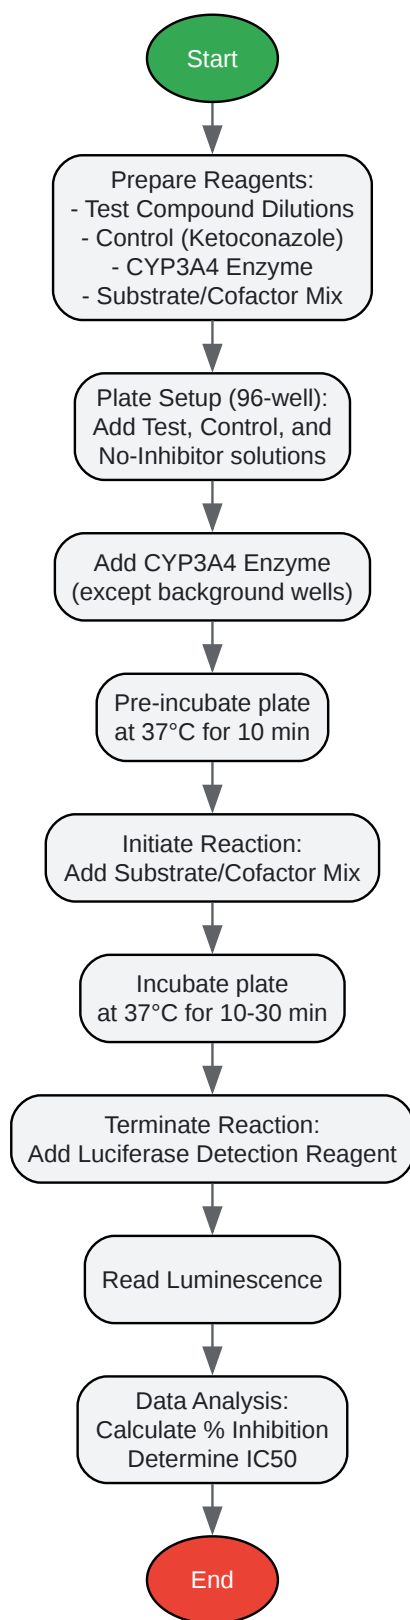 Start
Prepare Reagents:
- Test Compound Dilutions
- Control (Ketoconazole)
- CYP3A4 Enzyme
- Substrate/Cofactor Mix
Plate Setup (96-well):
Add Test, Control, and
No-Inhibitor solutions
Add CYP3A4 Enzyme
(except background wells)
Pre-incubate plate
at 37°C for 10 min
Initiate Reaction:
Add Substrate/Cofactor Mix
Incubate plate
at 37°C for 10-30 min
Terminate Reaction:
Add Luciferase Detection Reagent
Read Luminescence
Data Analysis:
Calculate % Inhibition
Determine IC50
End